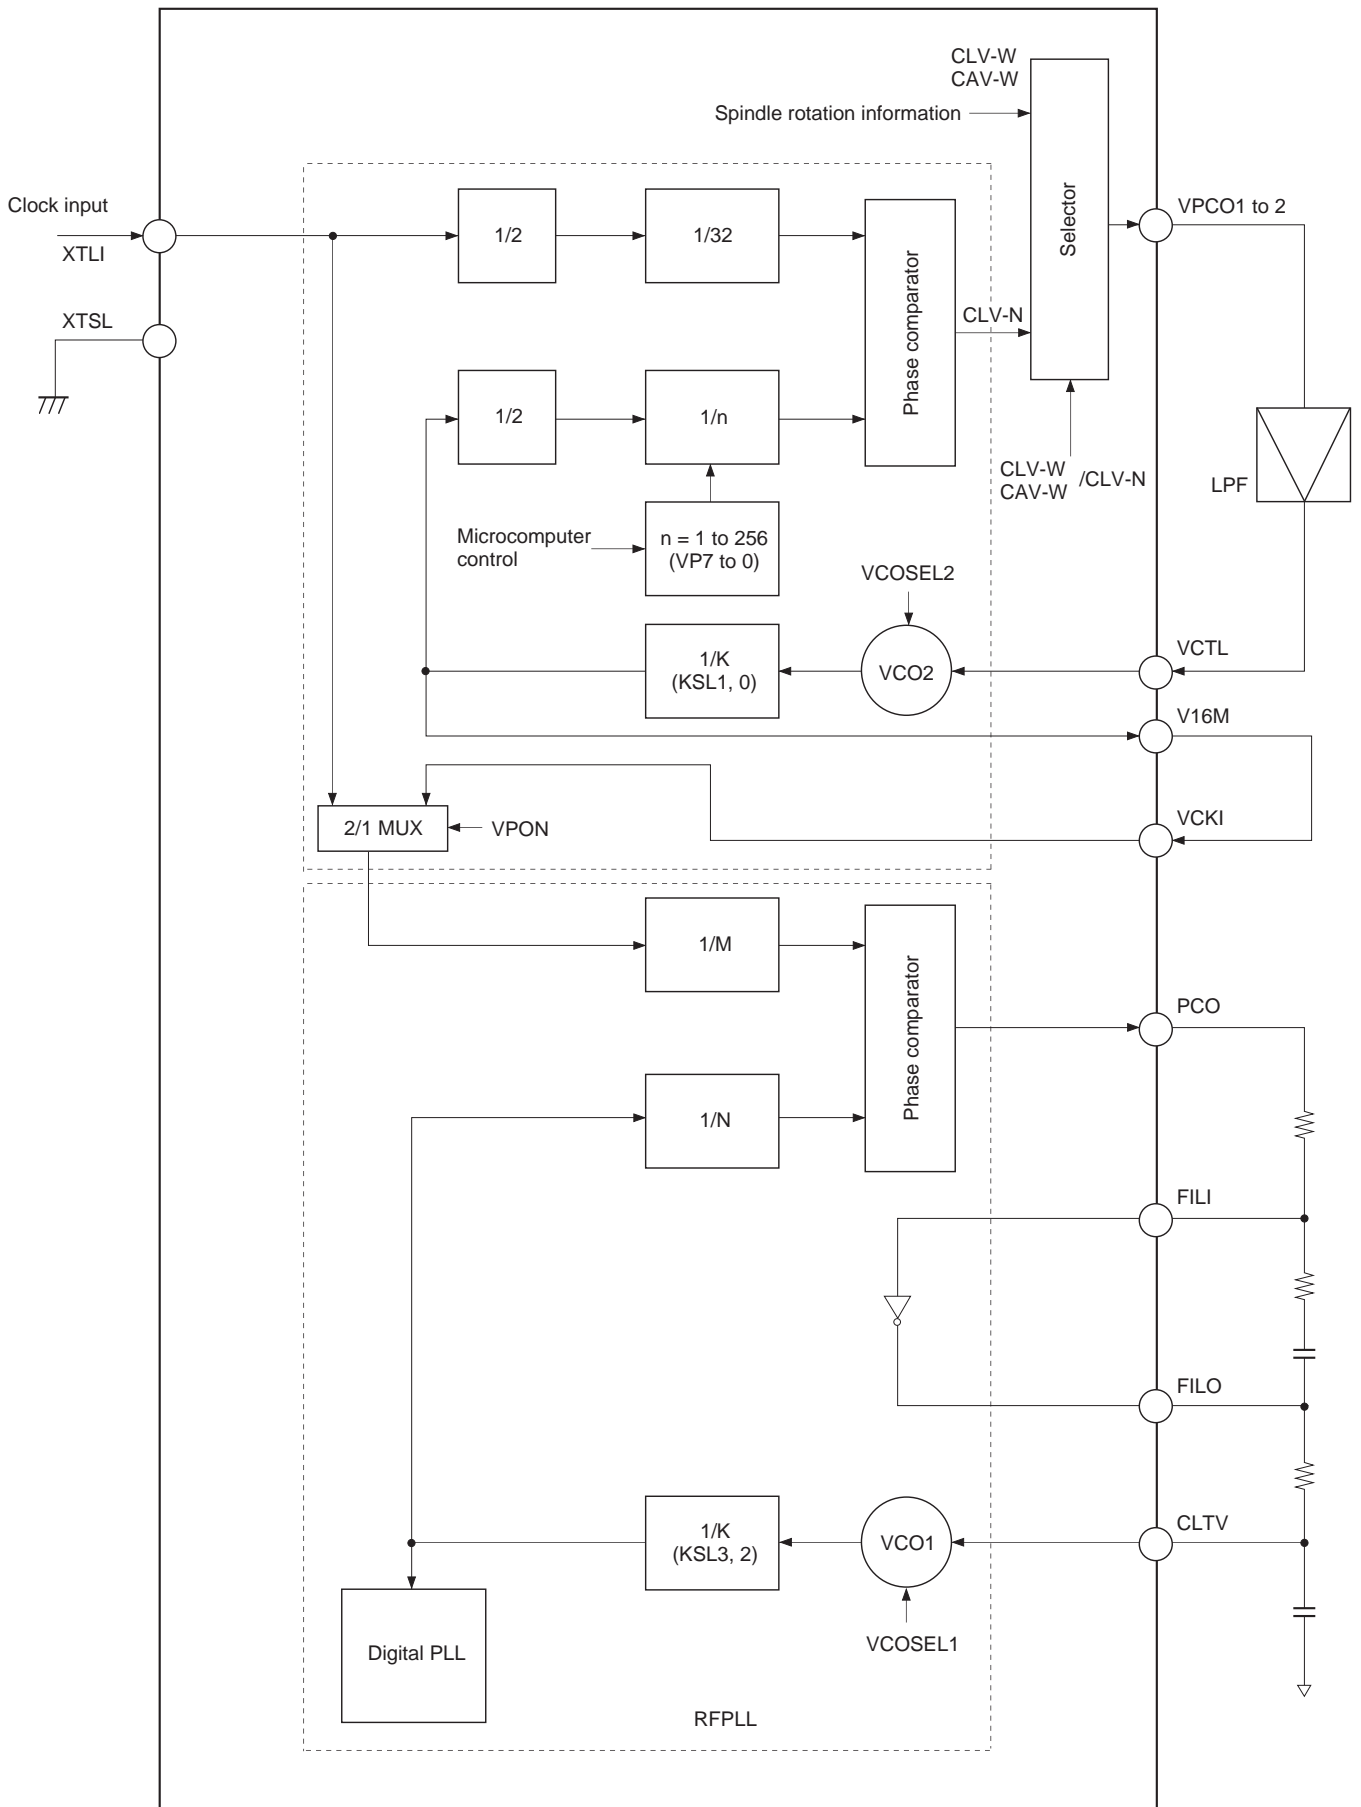 CLV-W
CAV-W
Spindle rotation information
Clock input
XTLI
1/2
1/32
Phase comparator
Selector
VPCO1 to 2
XTSL
CLV-N
1/2
1/n
CLV-W
CAV-W
/CLV-N
LPF
Microcomputer
control
n = 1 to 256
(VP7 to 0)
VCOSEL2
1/K
(KSL1, 0)
VCO2
VCTL
V16M
2/1 MUX
VPON
VCKI
1/M
Phase comparator
PCO
1/N
FILI
FILO
1/K
(KSL3, 2)
VCO1
CLTV
VCOSEL1
Digital PLL
RFPLL